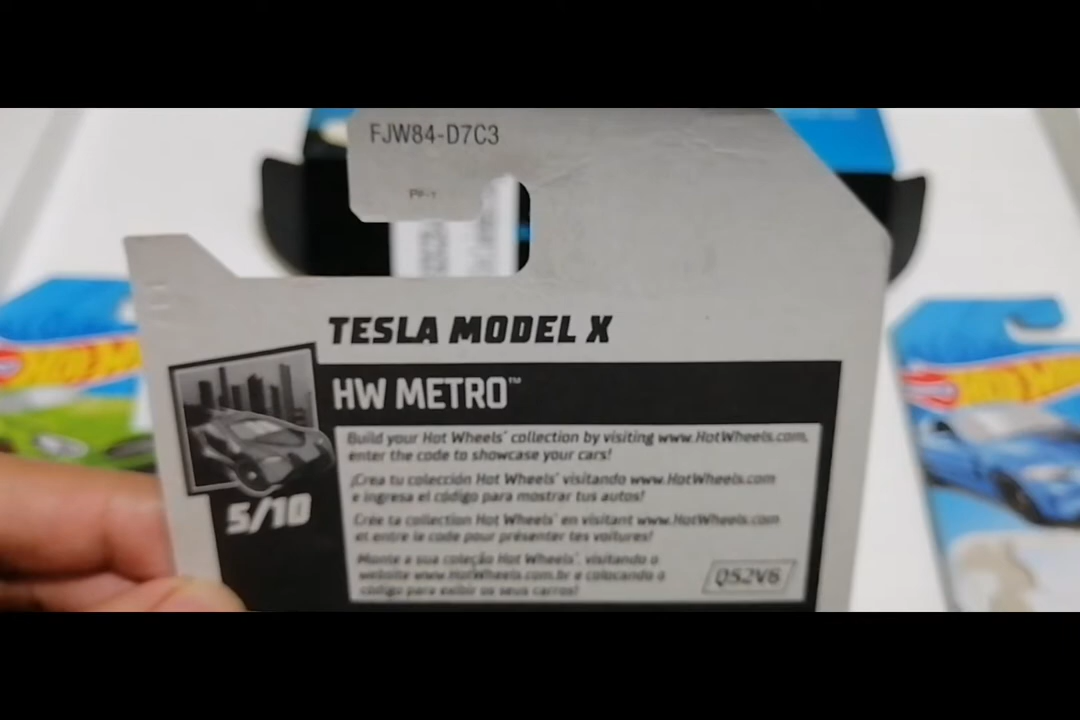 FJW84-D7C3
TESLA MODEL X
HW METRO™
5/10
Build your Hot Wheels® collection by visiting www.HotWheels.com,
enter the code to showcase your cars!
¡Crea tu colección Hot Wheels® visitando www.HotWheels.com
e ingresa el código para mostrar tus autos!
Crée ta collection Hot Wheels® en visitant www.HotWheels.com
et entre le code pour présenter tes voitures!
Monte a sua coleção Hot Wheels®, visitando o
website www.HotWheels.com.br e colocando o
código para exibir os seus carros!
Q52V6
HOT WHEELS